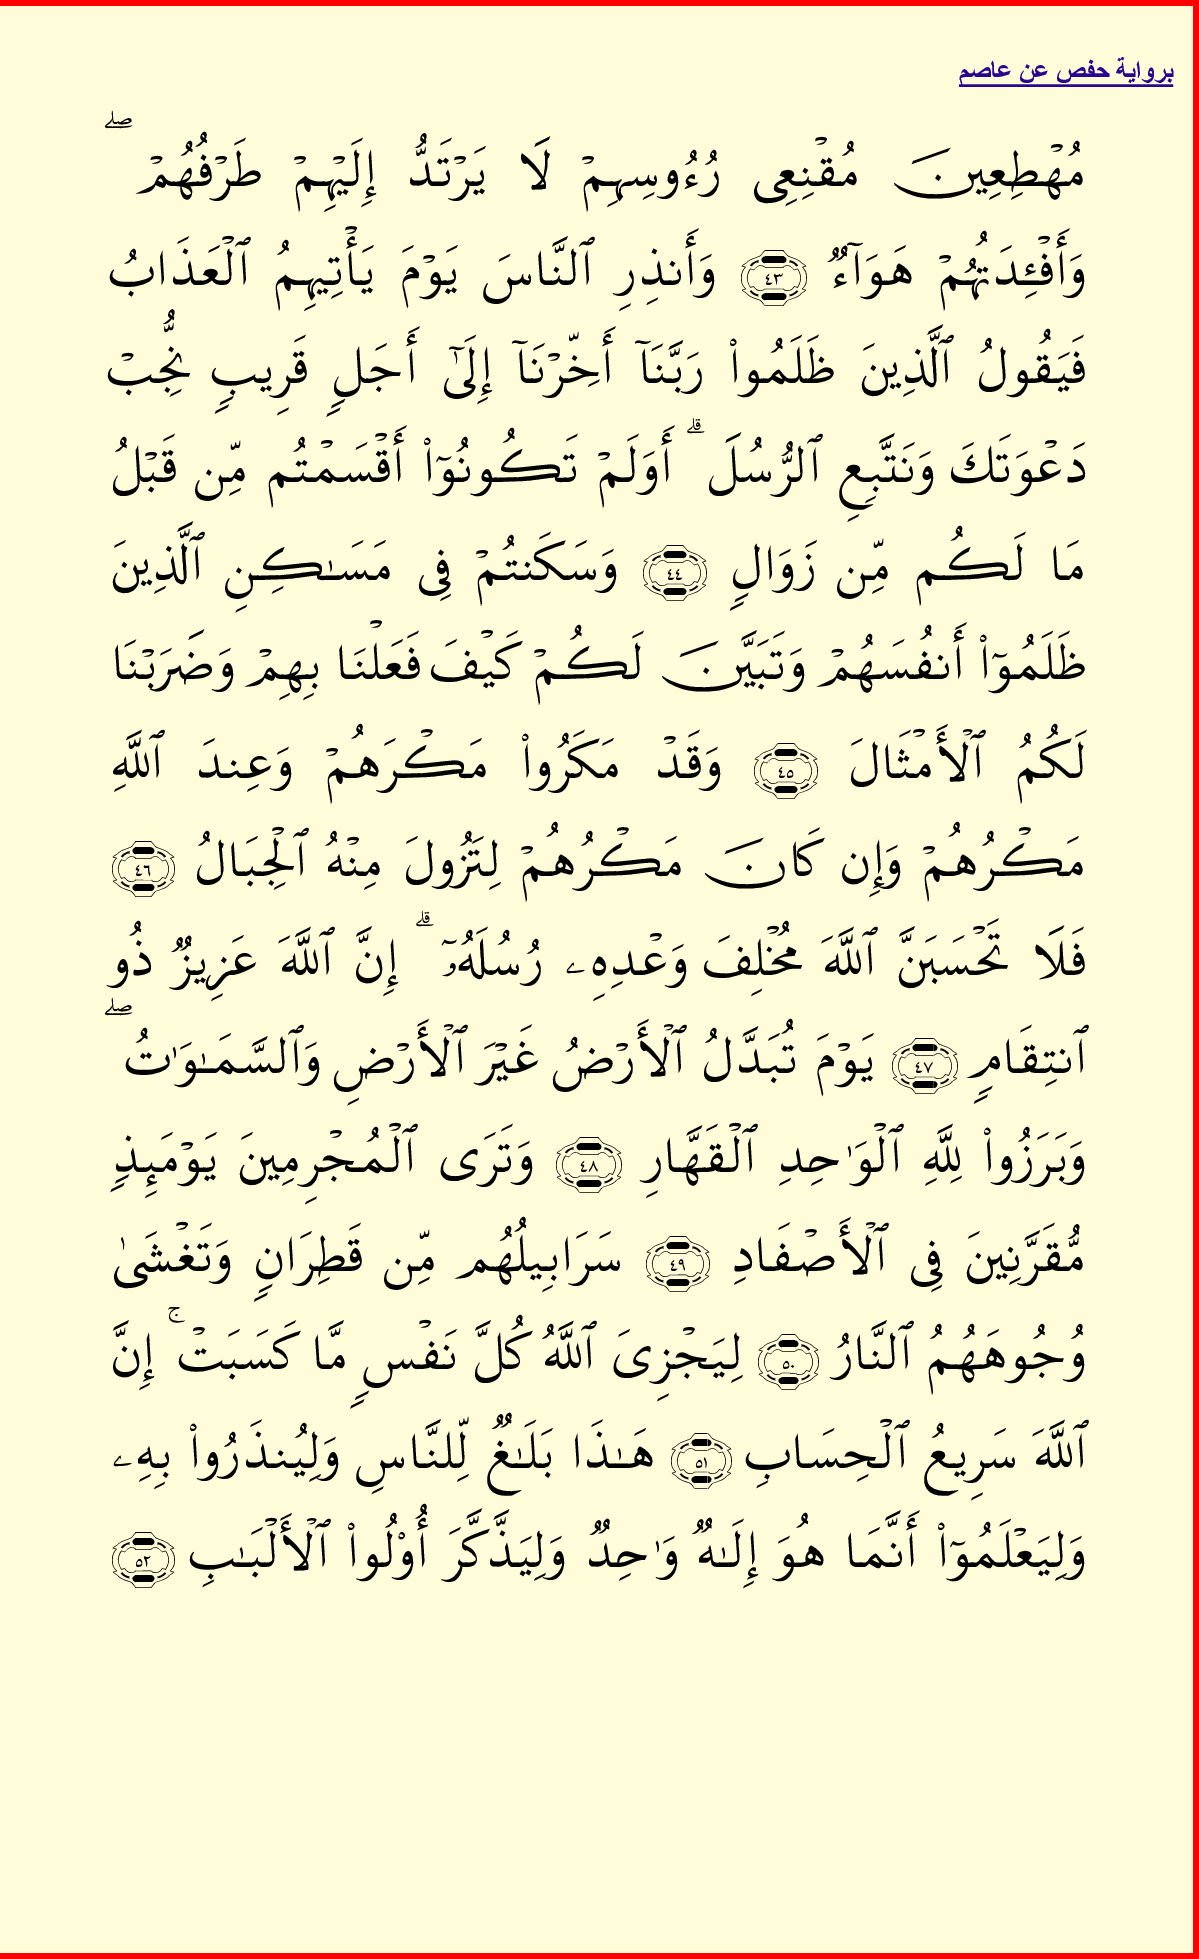 برواية حفص عن عاصم
مُهۡطِعِينَ مُقۡنِعِي رُءُوسِهِمۡ لَا يَرۡتَدُّ إِلَيۡهِمۡ طَرۡفُهُمۡۖ
وَأَفۡـِٔدَتُهُمۡ هَوَآءٞ ٤٣ وَأَنذِرِ ٱلنَّاسَ يَوۡمَ يَأۡتِيهِمُ ٱلۡعَذَابُ
فَيَقُولُ ٱلَّذِينَ ظَلَمُواْ رَبَّنَآ أَخِّرۡنَآ إِلَىٰٓ أَجَلٖ قَرِيبٖ نُّجِبۡ
دَعۡوَتَكَ وَنَتَّبِعِ ٱلرُّسُلَۗ أَوَلَمۡ تَكُونُوٓاْ أَقۡسَمۡتُم مِّن قَبۡلُ
مَا لَكُم مِّن زَوَالٖ ٤٤ وَسَكَنتُمۡ فِي مَسَٰكِنِ ٱلَّذِينَ
ظَلَمُوٓاْ أَنفُسَهُمۡ وَتَبَيَّنَ لَكُمۡ كَيۡفَ فَعَلۡنَا بِهِمۡ وَضَرَبۡنَا
لَكُمُ ٱلۡأَمۡثَالَ ٤٥ وَقَدۡ مَكَرُواْ مَكۡرَهُمۡ وَعِندَ ٱللَّهِ
مَكۡرُهُمۡ وَإِن كَانَ مَكۡرُهُمۡ لِتَزُولَ مِنۡهُ ٱلۡجِبَالُ ٤٦
فَلَا تَحۡسَبَنَّ ٱللَّهَ مُخۡلِفَ وَعۡدِهِۦ رُسُلَهُۥٓۗ إِنَّ ٱللَّهَ عَزِيزٞ ذُو
ٱنتِقَامٖ ٤٧ يَوۡمَ تُبَدَّلُ ٱلۡأَرۡضُ غَيۡرَ ٱلۡأَرۡضِ وَٱلسَّمَٰوَٰتُۖ
وَبَرَزُواْ لِلَّهِ ٱلۡوَٰحِدِ ٱلۡقَهَّارِ ٤٨ وَتَرَى ٱلۡمُجۡرِمِينَ يَوۡمَئِذٖ
مُّقَرَّنِينَ فِي ٱلۡأَصۡفَادِ ٤٩ سَرَابِيلُهُم مِّن قَطِرَانٖ وَتَغۡشَىٰ
وُجُوهَهُمُ ٱلنَّارُ ٥٠ لِيَجۡزِيَ ٱللَّهُ كُلَّ نَفۡسٖ مَّا كَسَبَتۡۚ إِنَّ
ٱللَّهَ سَرِيعُ ٱلۡحِسَابِ ٥١ هَٰذَا بَلَٰغٞ لِّلنَّاسِ وَلِيُنذَرُواْ بِهِۦ
وَلِيَعۡلَمُوٓاْ أَنَّمَا هُوَ إِلَٰهٞ وَٰحِدٞ وَلِيَذَّكَّرَ أُوْلُواْ ٱلۡأَلۡبَٰبِ ٥٢